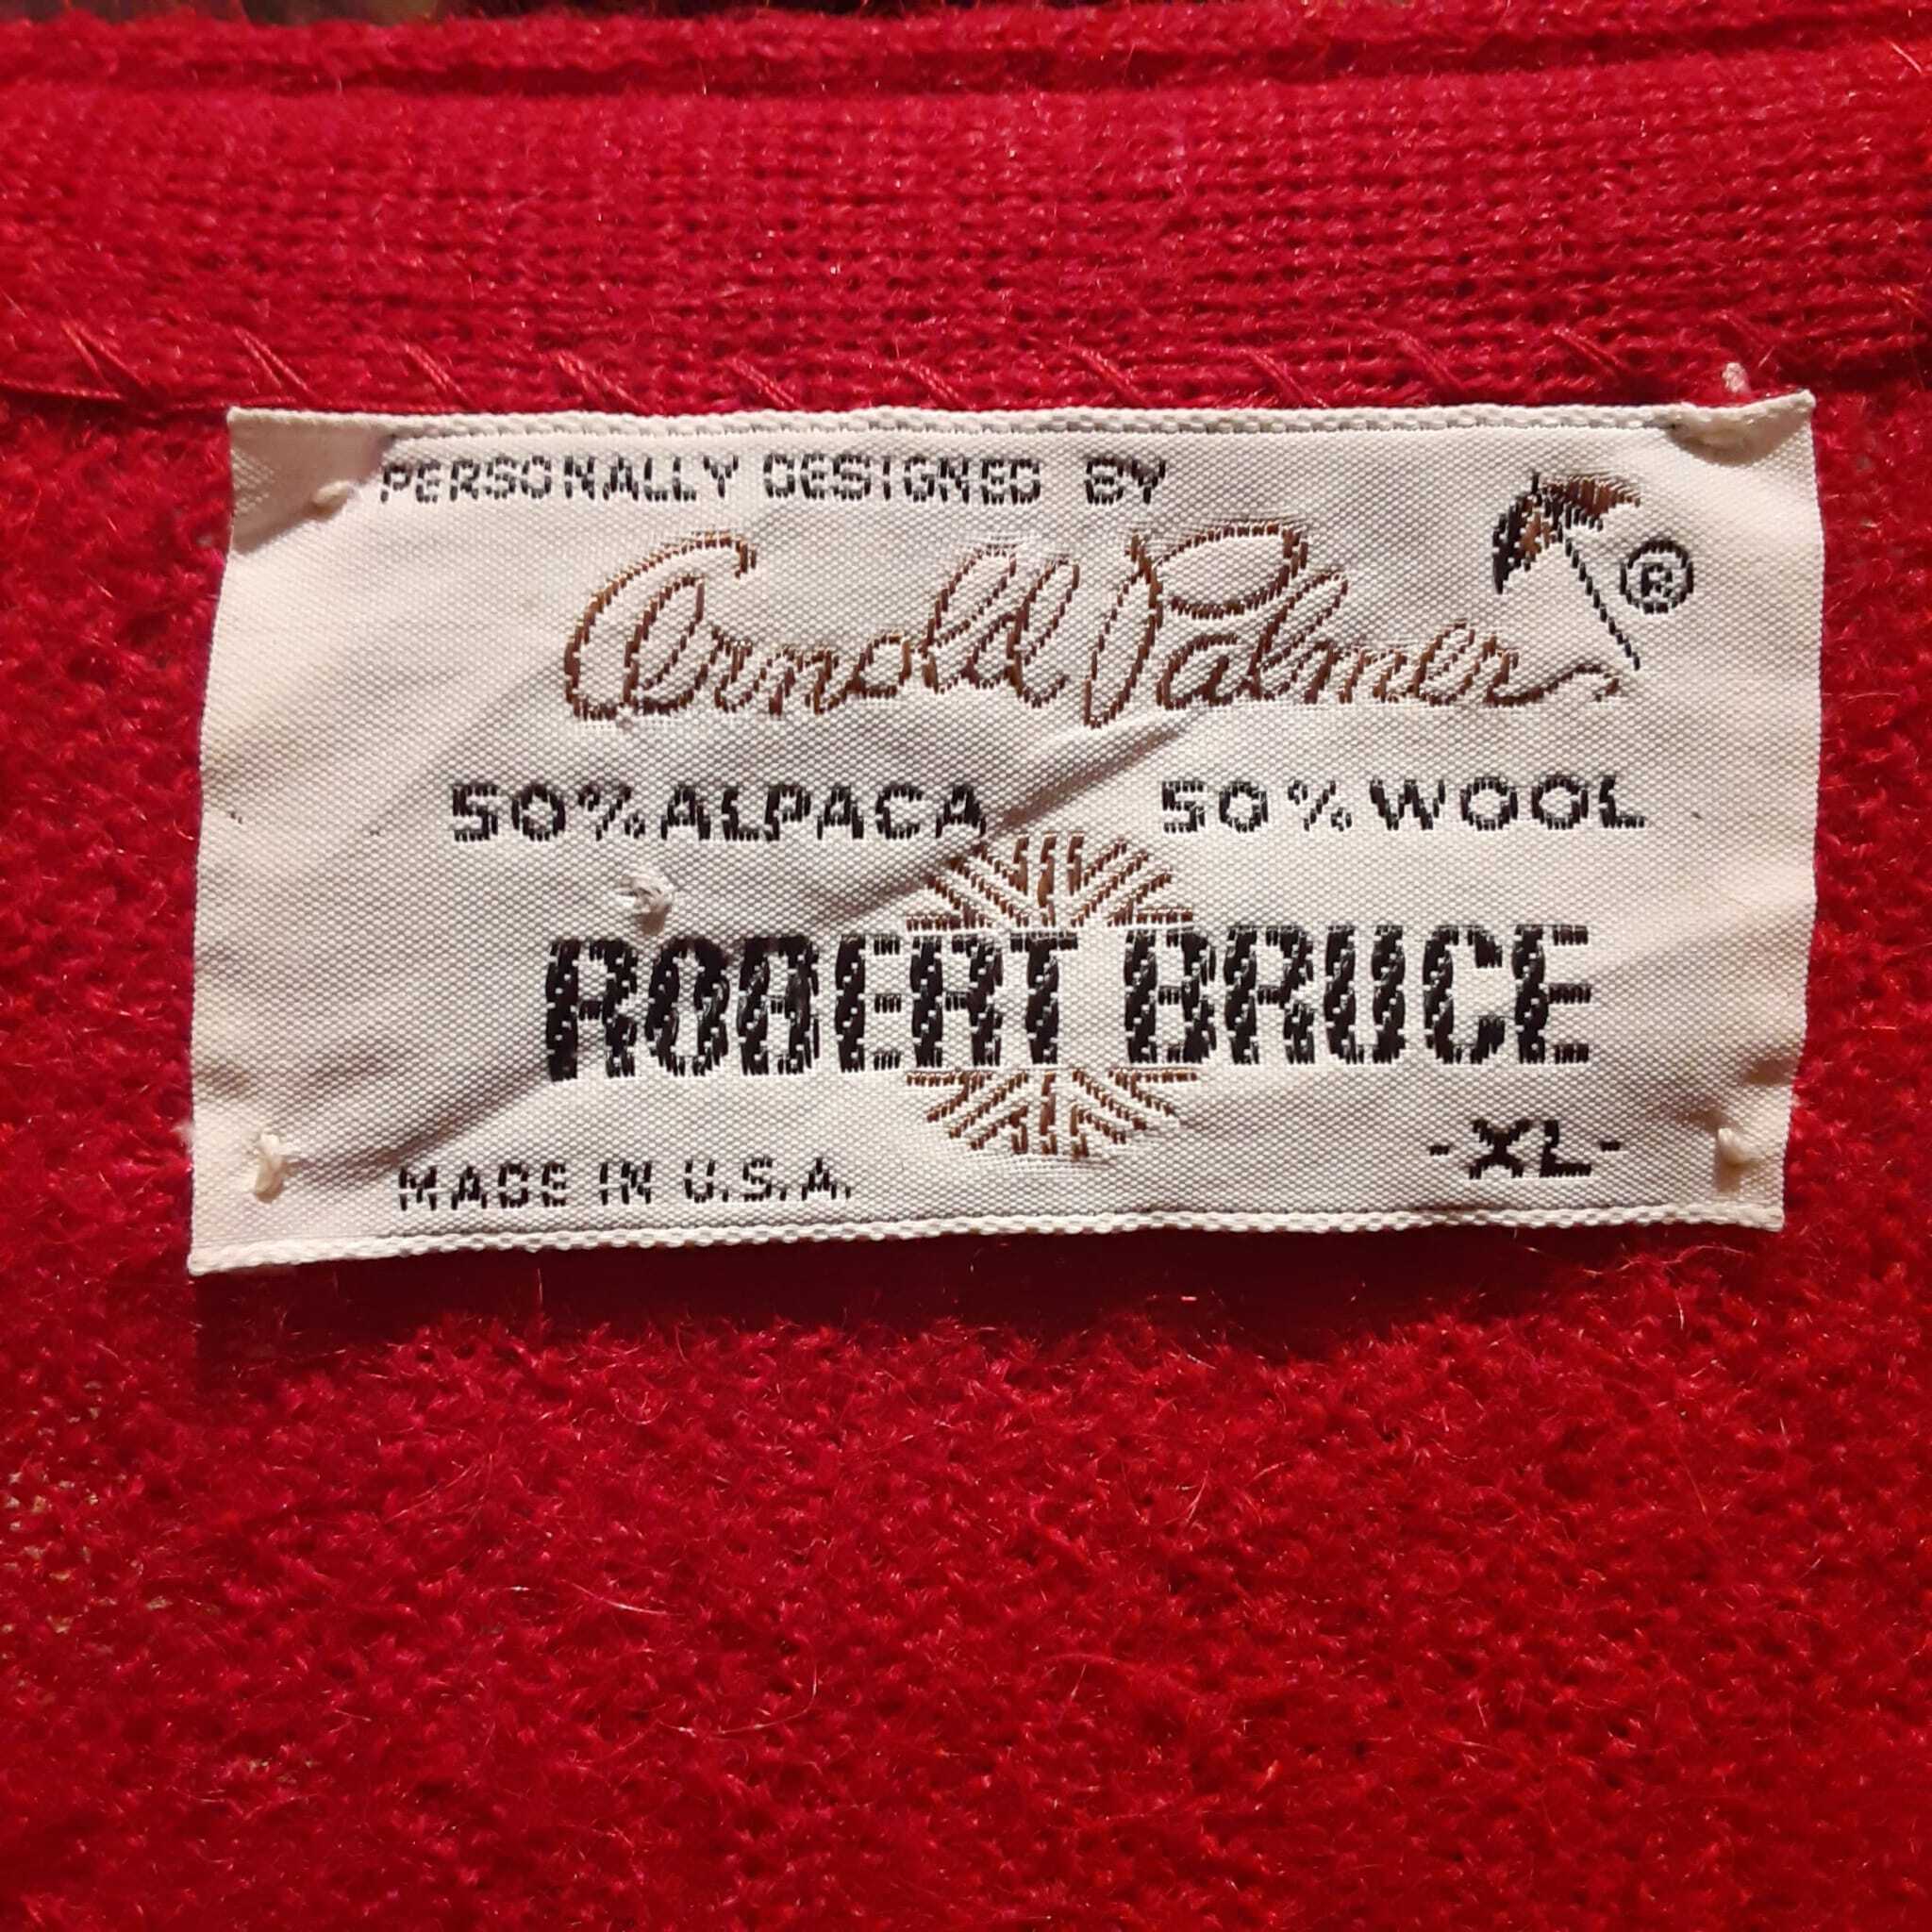 PERSONALLY DESIGNED BY
Arnold Palmer ®
50% ALPACA 50% WOOL
ROBERT BRUCE
MADE IN U.S.A. -XL-